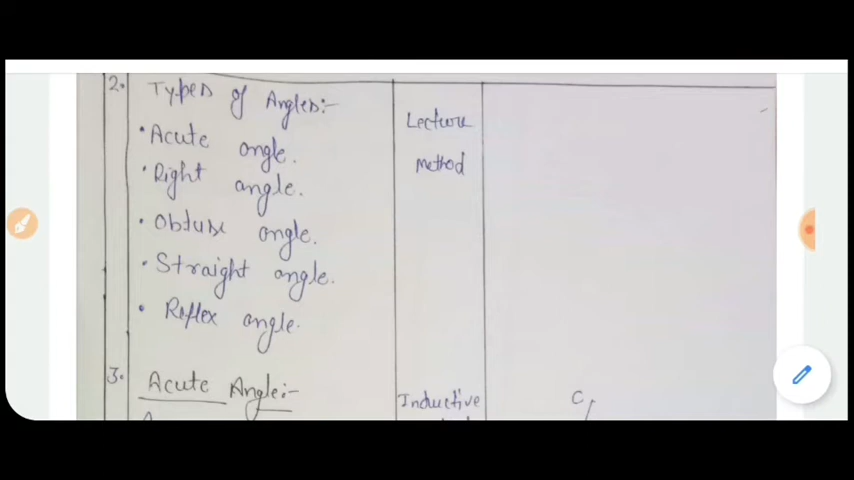 2. Types of Angles:-
Lecture
Method
• Acute angle.
• Right angle.
• Obtuse angle.
• Straight angle.
• Reflex angle.
3. Acute Angle:-
Inductive
C